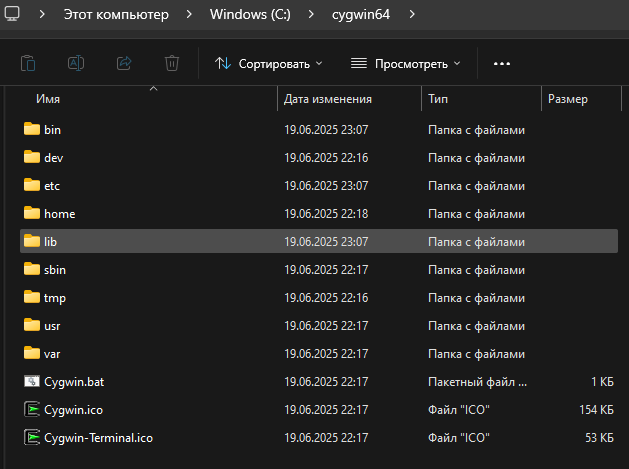 Этот компьютер Windows (C:) cygwin64
Сортировать Просмотреть
Имя Дата изменения Тип Размер
bin 19.06.2025 23:07 Папка с файлами
dev 19.06.2025 22:16 Папка с файлами
etc 19.06.2025 23:07 Папка с файлами
home 19.06.2025 22:18 Папка с файлами
lib 19.06.2025 23:07 Папка с файлами
sbin 19.06.2025 22:17 Папка с файлами
tmp 19.06.2025 22:16 Папка с файлами
usr 19.06.2025 22:17 Папка с файлами
var 19.06.2025 22:17 Папка с файлами
Cygwin.bat 19.06.2025 22:17 Пакетный файл ... 1 КБ
Cygwin.ico 19.06.2025 22:17 Файл "ICO" 154 КБ
Cygwin-Terminal.ico 19.06.2025 22:17 Файл "ICO" 53 КБ